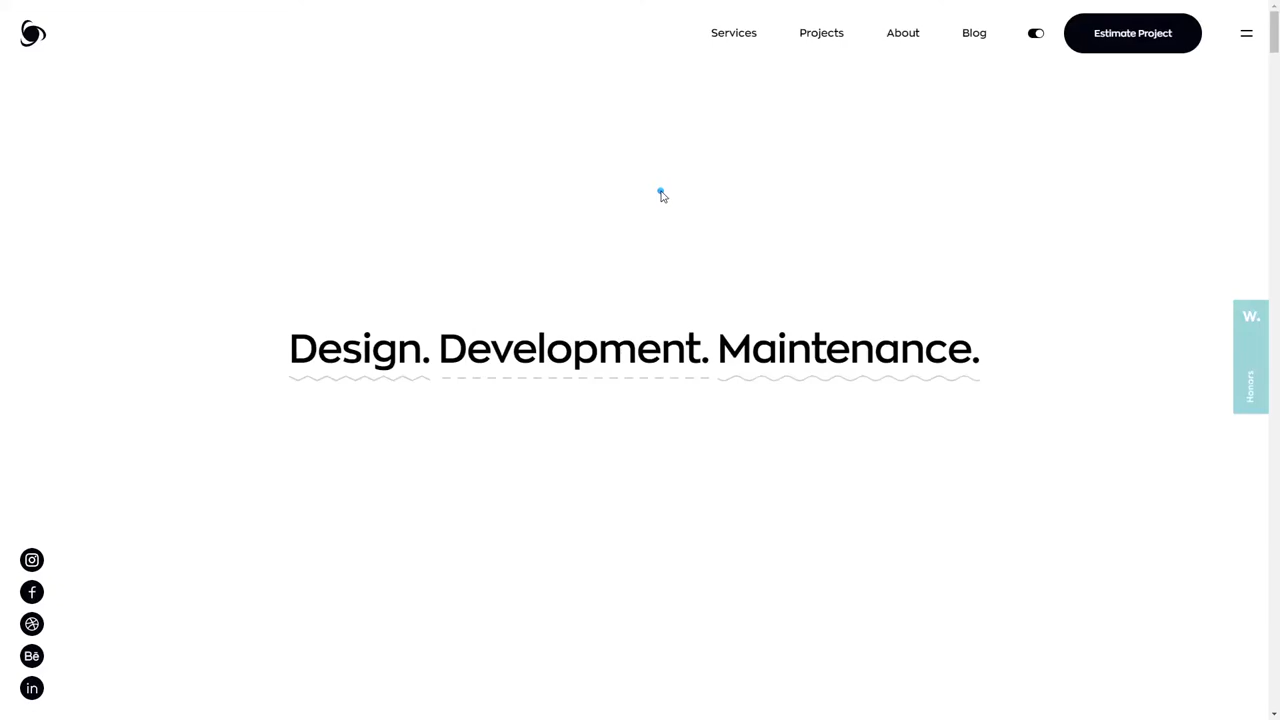 Services Projects About Blog Estimate Project
Design. Development. Maintenance.
W.
Honors
f
Bē
in